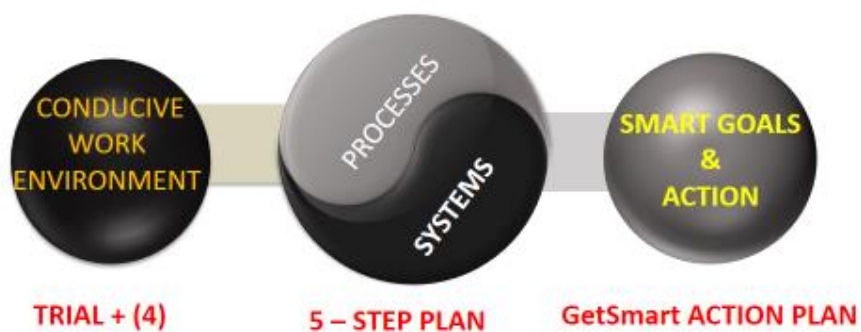 CONDUCIVE
WORK
ENVIRONMENT
PROCESSES
SYSTEMS
SMART GOALS
&
ACTION
TRIAL + (4)
5 – STEP PLAN
GetSmart ACTION PLAN